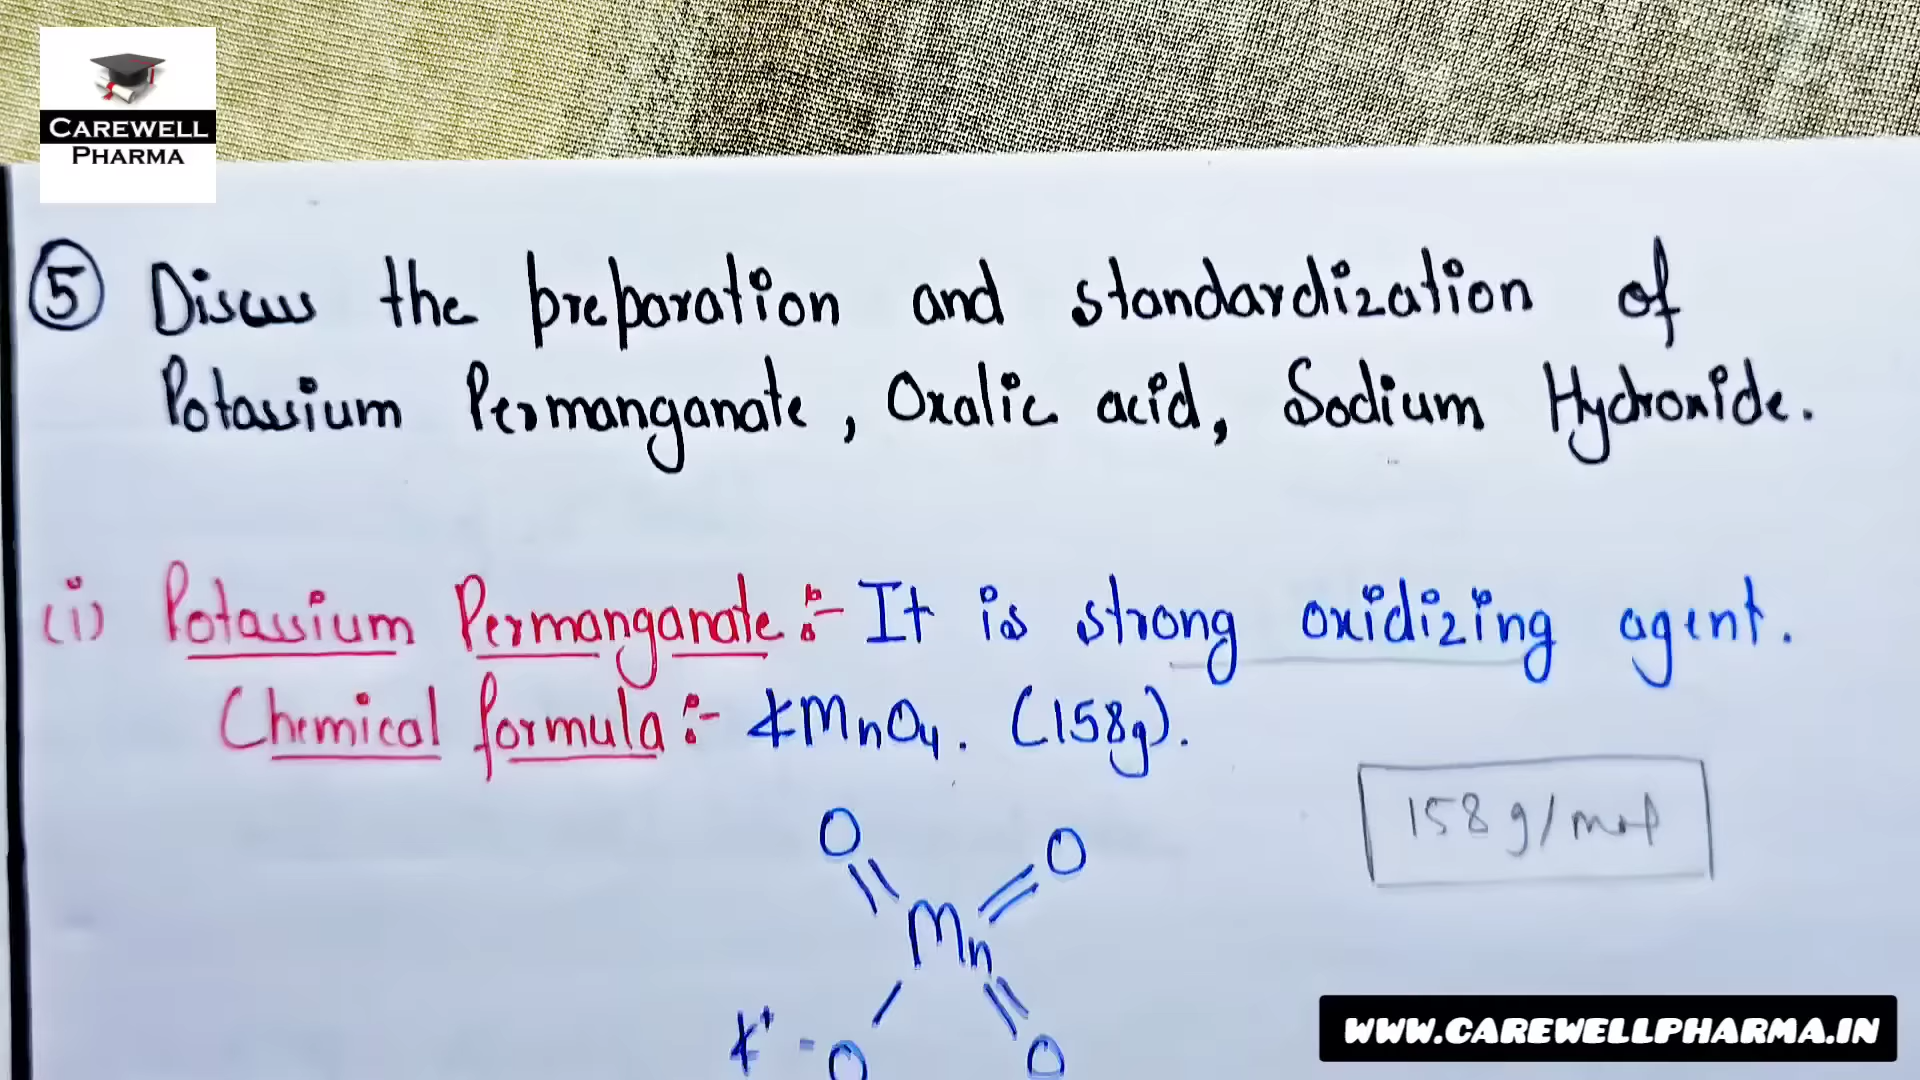 CAREWELL
PHARMA
5 Discuss the preparation and standardization of
Potassium Permanganate, Oxalic acid, Sodium Hydroxide.
(i) Potassium Permanganate :- It is strong oxidizing agent.
Chemical formula :- KMnO4. (158g).
158 g/mol
O O
Mn
K+ - O O
WWW.CAREWELLPHARMA.IN